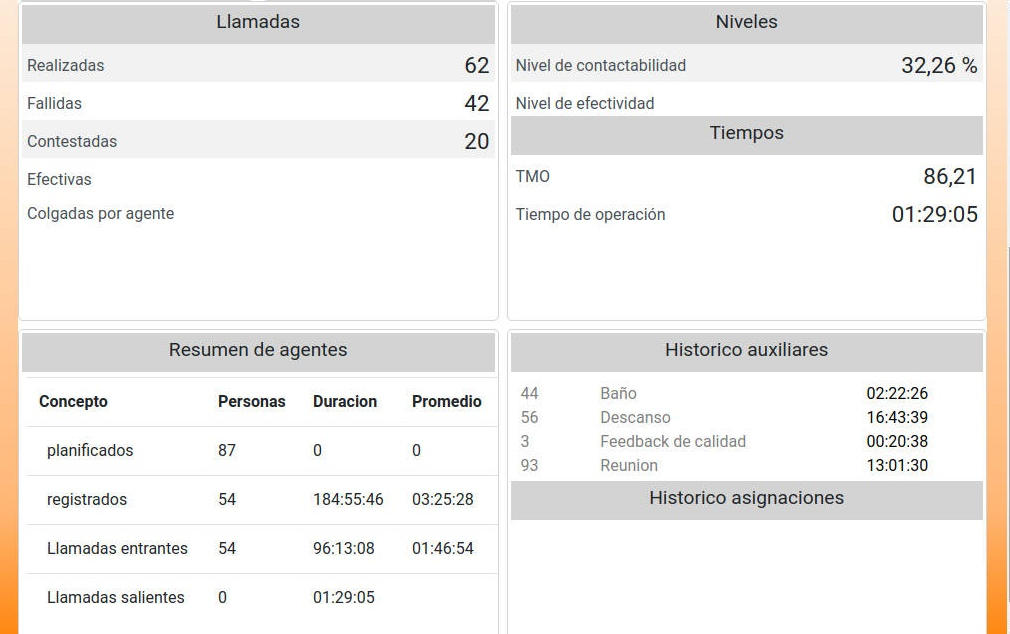 Llamadas
Realizadas 62
Fallidas 42
Contestadas 20
Efectivas
Colgadas por agente
Niveles
Nivel de contactabilidad 32,26 %
Nivel de efectividad
Tiempos
TMO 86,21
Tiempo de operación 01:29:05
Resumen de agentes
Concepto Personas Duracion Promedio
planificados 87 0 0
registrados 54 184:55:46 03:25:28
Llamadas entrantes 54 96:13:08 01:46:54
Llamadas salientes 0 01:29:05
Historico auxiliares
44 Baño 02:22:26
56 Descanso 16:43:39
3 Feedback de calidad 00:20:38
93 Reunion 13:01:30
Historico asignaciones